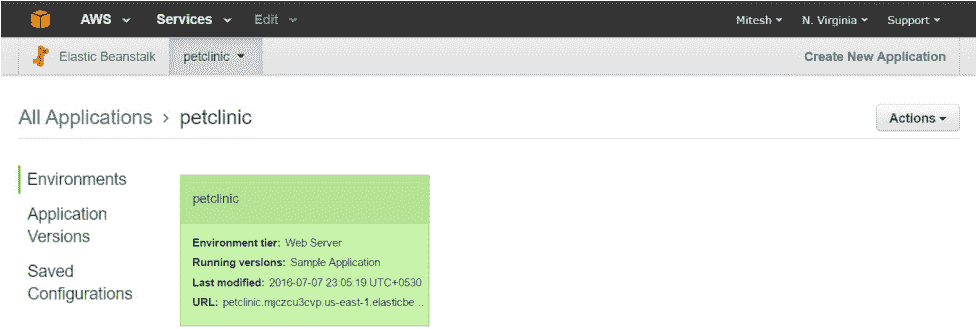 AWS Services Edit Mitesh N. Virginia Support
Elastic Beanstalk petclinic Create New Application
All Applications › petclinic Actions
Environments
Application
Versions
Saved
Configurations
petclinic
Environment tier: Web Server
Running versions: Sample Application
Last modified: 2016-07-07 23:05:19 UTC+0530
URL: petclinic.mjczcu3cvp.us-east-1.elasticbe...